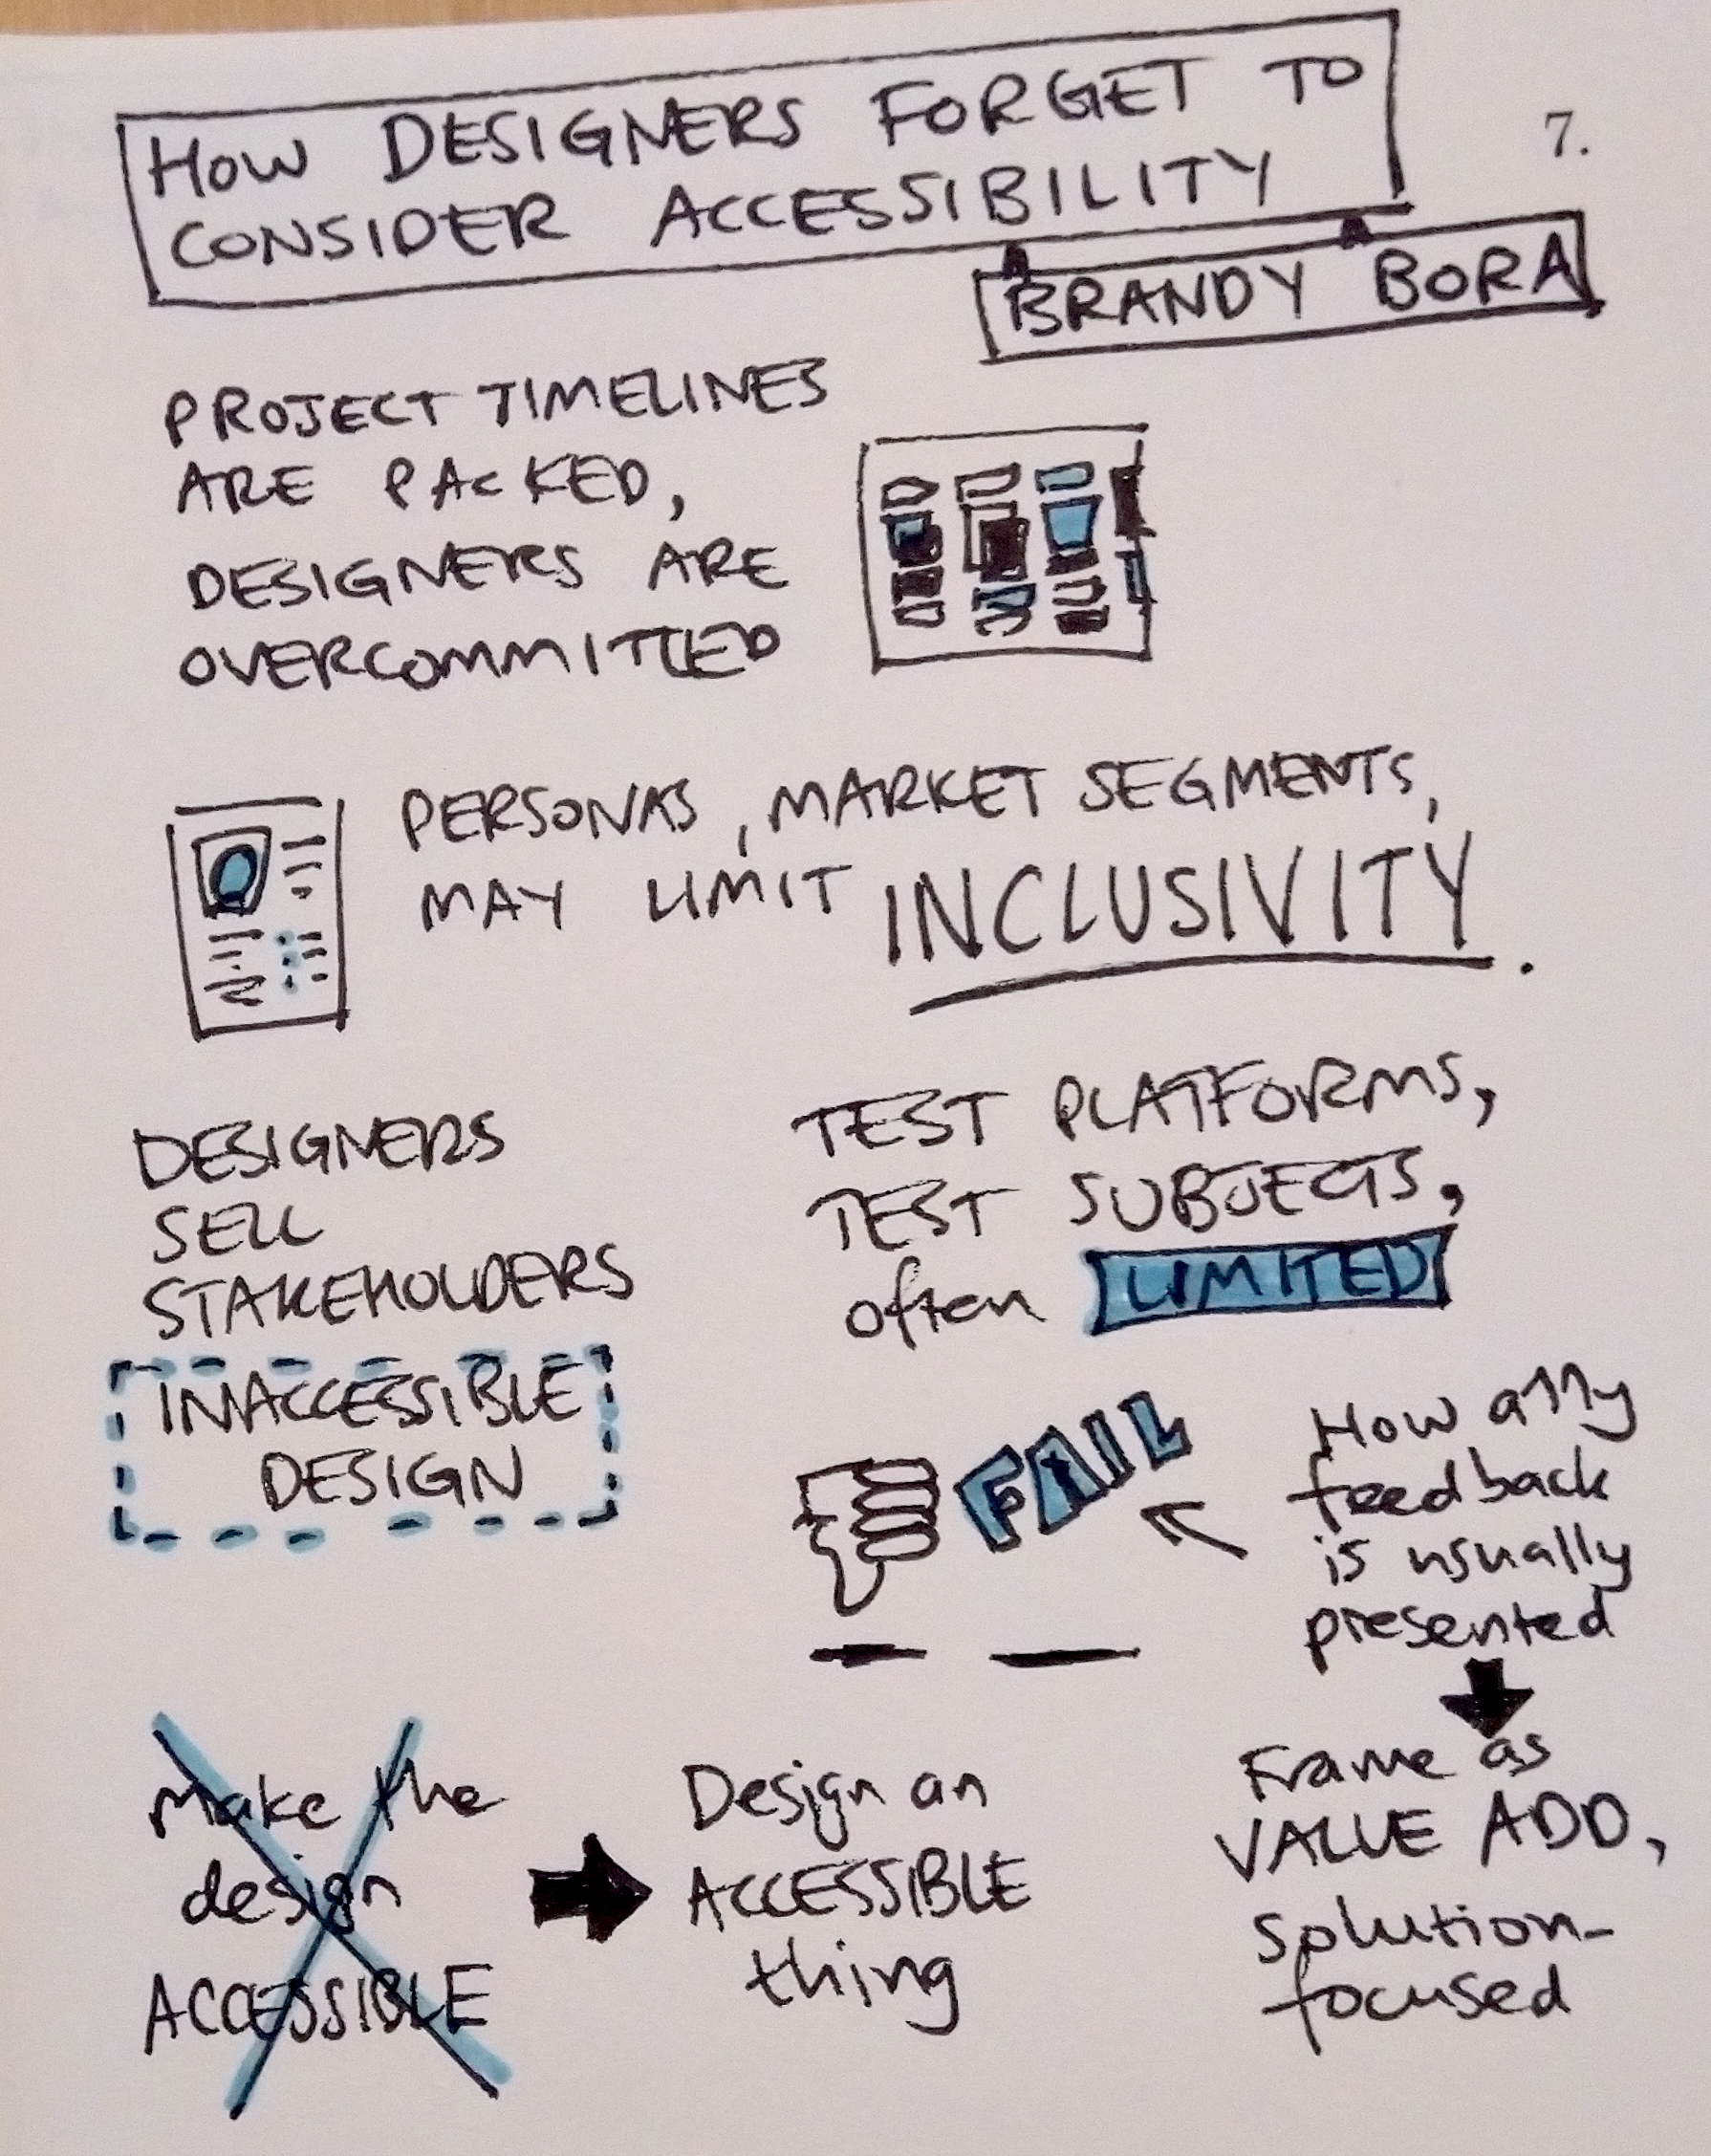 HOW DESIGNERS FORGET TO
CONSIDER ACCESSIBILITY
7.
BRANDY BORA
PROJECT TIMELINES
ARE PACKED,
DESIGNERS ARE
OVERCOMMITTED
PERSONAS, MARKET SEGMENTS,
MAY LIMIT INCLUSIVITY.
DESIGNERS
SELL
STAKEHOLDERS
INACCESSIBLE
DESIGN
TEST PLATFORMS,
TEST SUBJECTS,
often LIMITED
FAIL
How a11y
feedback
is usually
presented
Frame as
VALUE ADD,
solution-
focused
Make the
design
ACCESSIBLE
Design an
ACCESSIBLE
thing